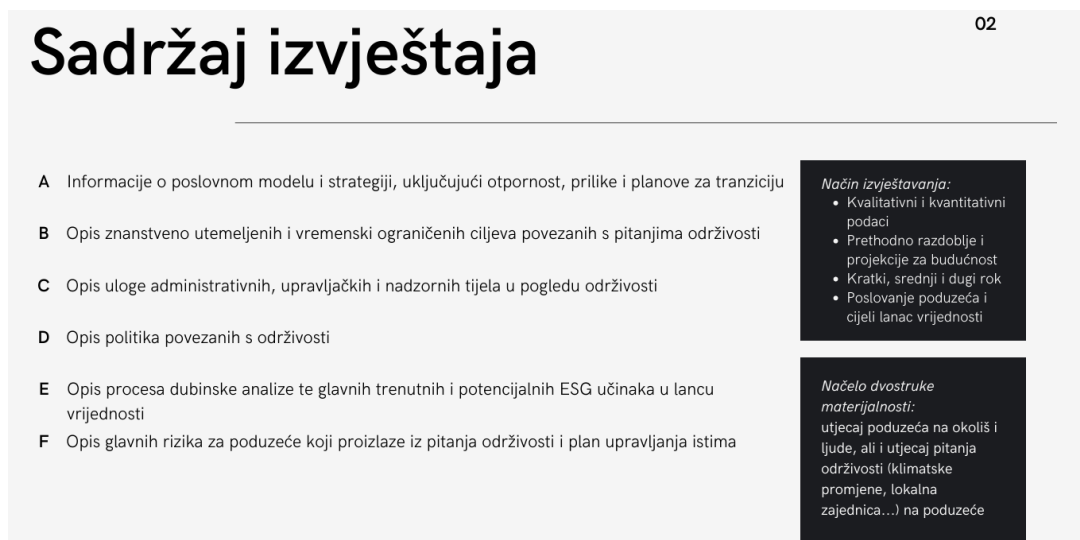 02
Sadržaj izvještaja
A Informacije o poslovnom modelu i strategiji, uključujući otpornost, prilike i planove za tranziciju
B Opis znanstveno utemeljenih i vremenski ograničenih ciljeva povezanih s pitanjima održivosti
C Opis uloge administrativnih, upravljačkih i nadzornih tijela u pogledu održivosti
D Opis politika povezanih s održivosti
E Opis procesa dubinske analize te glavnih trenutnih i potencijalnih ESG učinaka u lancu
vrijednosti
F Opis glavnih rizika za poduzeće koji proizlaze iz pitanja održivosti i plan upravljanja istima
Način izvještavanja:
• Kvalitativni i kvantitativni
podaci
• Prethodno razdoblje i
projekcije za budućnost
• Kratki, srednji i dugi rok
• Poslovanje poduzeća i
cijeli lanac vrijednosti
Načelo dvostruke
materijalnosti:
utjecaj poduzeća na okoliš i
ljude, ali i utjecaj pitanja
održivosti (klimatske
promjene, lokalna
zajednica...) na poduzeće